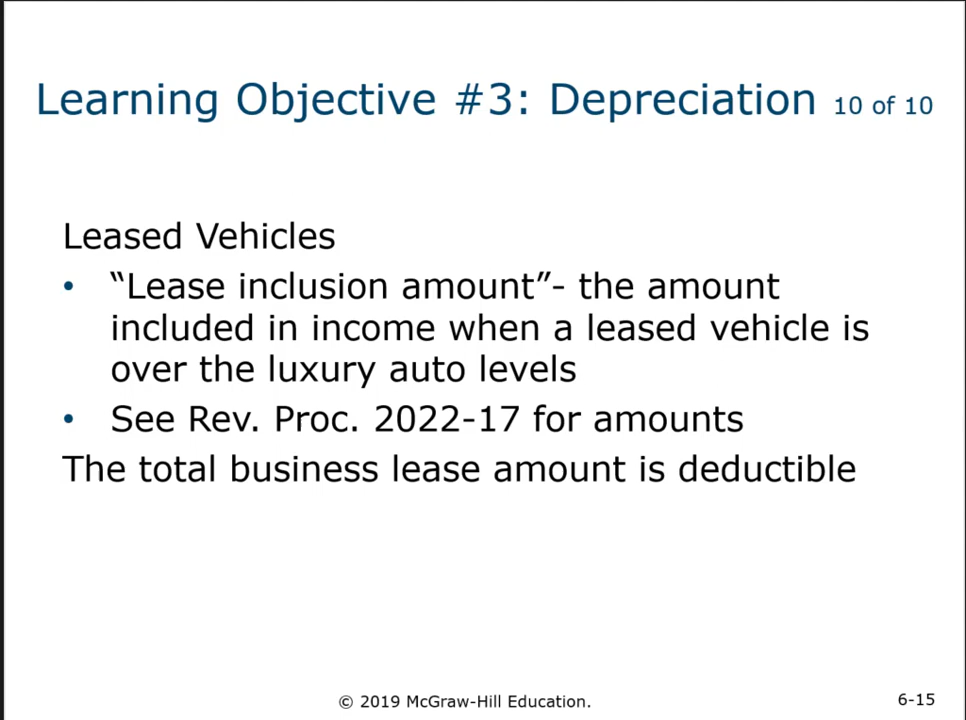 Learning Objective #3: Depreciation 10 of 10
Leased Vehicles
• “Lease inclusion amount”- the amount
included in income when a leased vehicle is
over the luxury auto levels
• See Rev. Proc. 2022-17 for amounts
The total business lease amount is deductible
© 2019 McGraw-Hill Education.
6-15